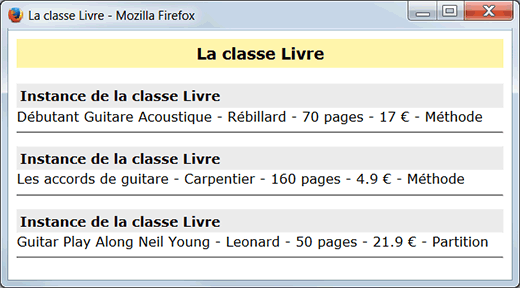 La classe Livre - Mozilla Firefox
La classe Livre
Instance de la classe Livre
Débutant Guitare Acoustique - Rébillard - 70 pages - 17 € - Méthode
Instance de la classe Livre
Les accords de guitare - Carpentier - 160 pages - 4.9 € - Méthode
Instance de la classe Livre
Guitar Play Along Neil Young - Leonard - 50 pages - 21.9 € - Partition